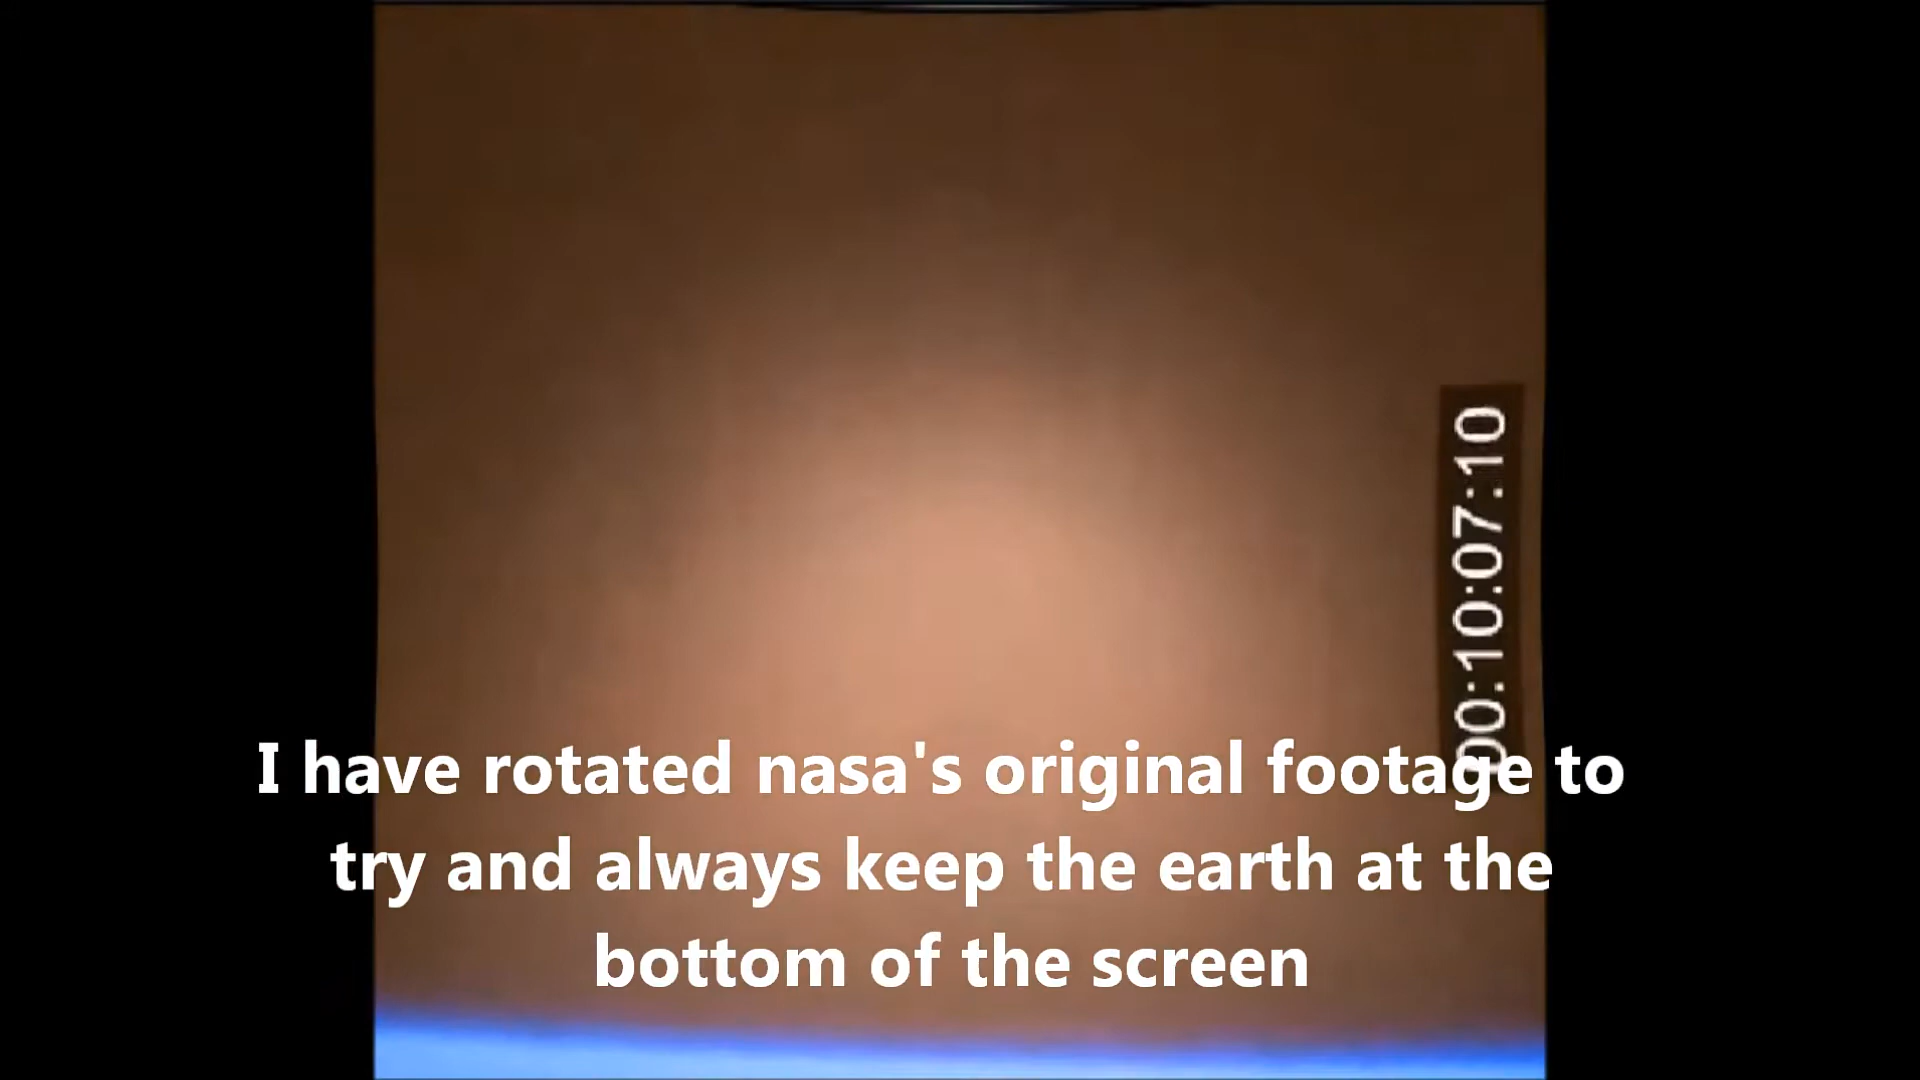 00:10:07:10
I have rotated nasa's original footage to
try and always keep the earth at the
bottom of the screen